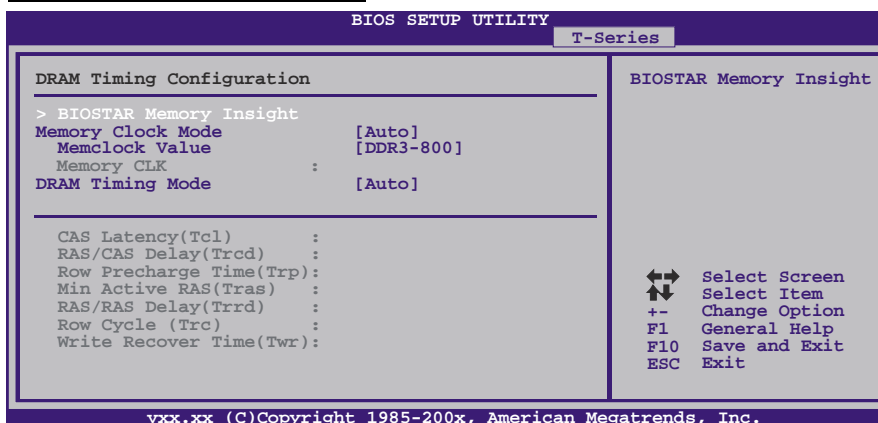 BIOS SETUP UTILITY
T-Series
DRAM Timing Configuration
> BIOSTAR Memory Insight
Memory Clock Mode [Auto]
Memclock Value [DDR3-800]
Memory CLK :
DRAM Timing Mode [Auto]
CAS Latency(Tcl) :
RAS/CAS Delay(Trcd) :
Row Precharge Time(Trp):
Min Active RAS(Tras) :
RAS/RAS Delay(Trrd) :
Row Cycle (Trc) :
Write Recover Time(Twr):
BIOSTAR Memory Insight
Select Screen
Select Item
+- Change Option
F1 General Help
F10 Save and Exit
ESC Exit
vxx.xx (C)Copyright 1985-200x, American Megatrends, Inc.